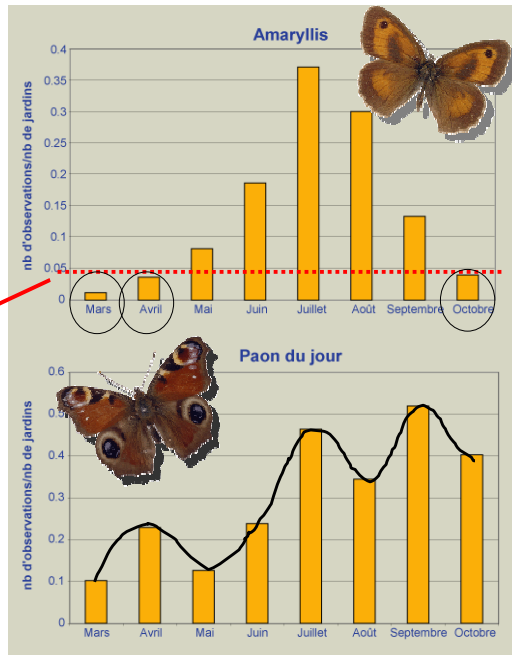 Amaryllis
nb d'observations/nb de jardins
0.4
0.35
0.3
0.25
0.2
0.15
0.1
0.05
0
Mars Avril Mai Juin Juillet Août Septembre Octobre
Paon du jour
nb d'observations/nb de jardins
0.6
0.5
0.4
0.3
0.2
0.1
0
Mars Avril Mai Juin Juillet Août Septembre Octobre